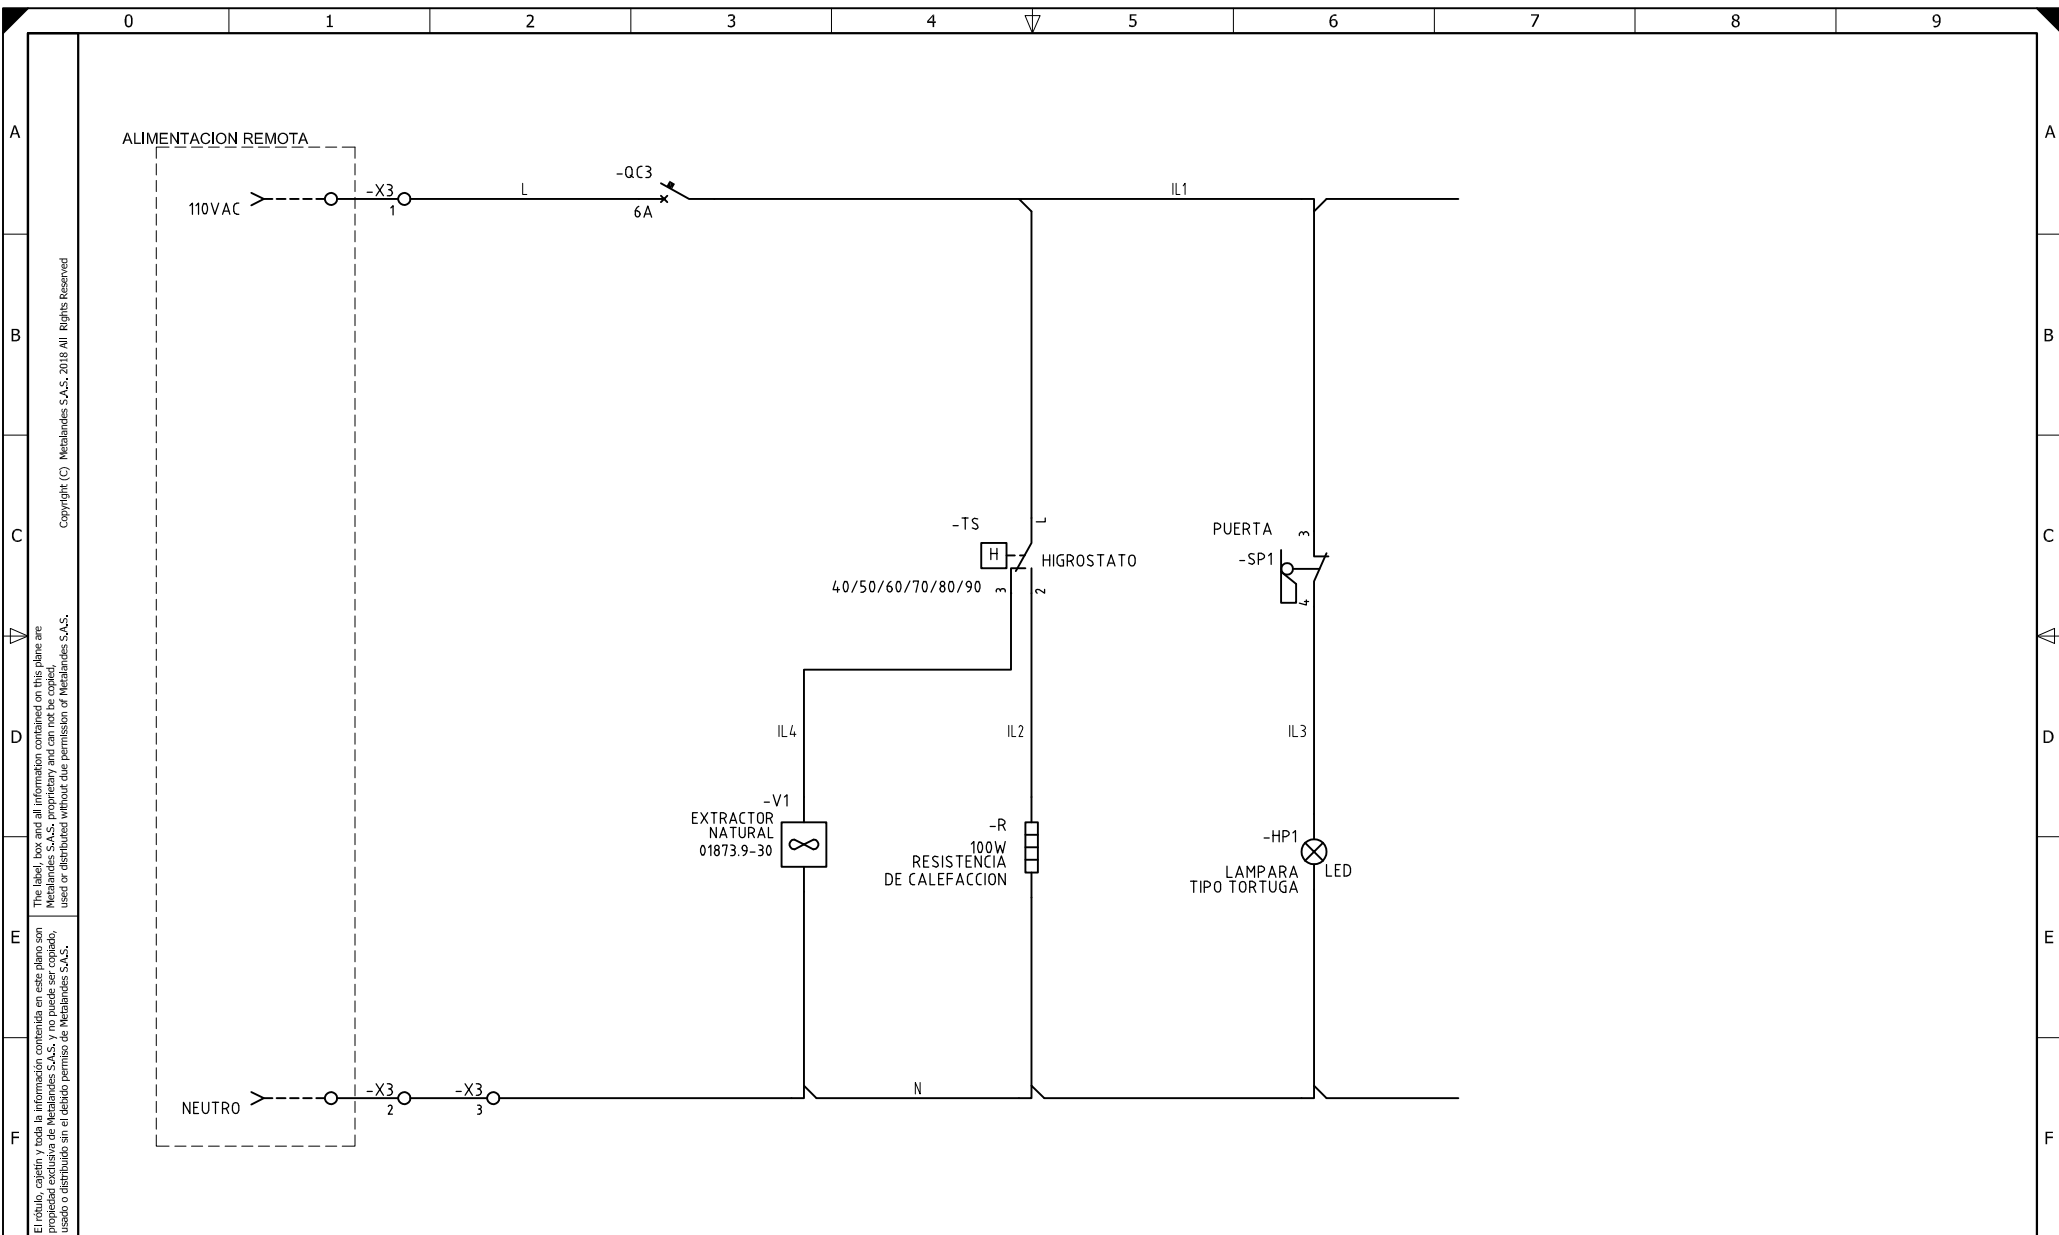 0 1 2 3 4 5 6 7 8 9
A A
ALIMENTACION REMOTA
-QC3
-X3 L IL1
110VAC 1 6A
B B
Copyright (C) Metalandes S.A.S. 2018 All Rights Reserved
-TS L PUERTA 3
C C
H HIGROSTATO -SP1
40/50/60/70/80/90 3 2 4
The label, box and all information contained on this plane are
Metalandes S.A.S. proprietary and can not be copied,
used or distributed without due permission of Metalandes S.A.S.
D IL4 IL2 IL3 D
-V1
EXTRACTOR
NATURAL
01873.9-30
-R
100W
RESISTENCIA
DE CALEFACCION
-HP1
LAMPARA LED
TIPO TORTUGA
E E
El rótulo, cajetín y toda la información contenida en este plano son
propiedad exclusiva de Metalandes S.A.S. y no puede ser copiado,
usado o distribuido sin el debido permiso de Metalandes S.A.S.
-X3 -X3 N
NEUTRO 2 3
F F